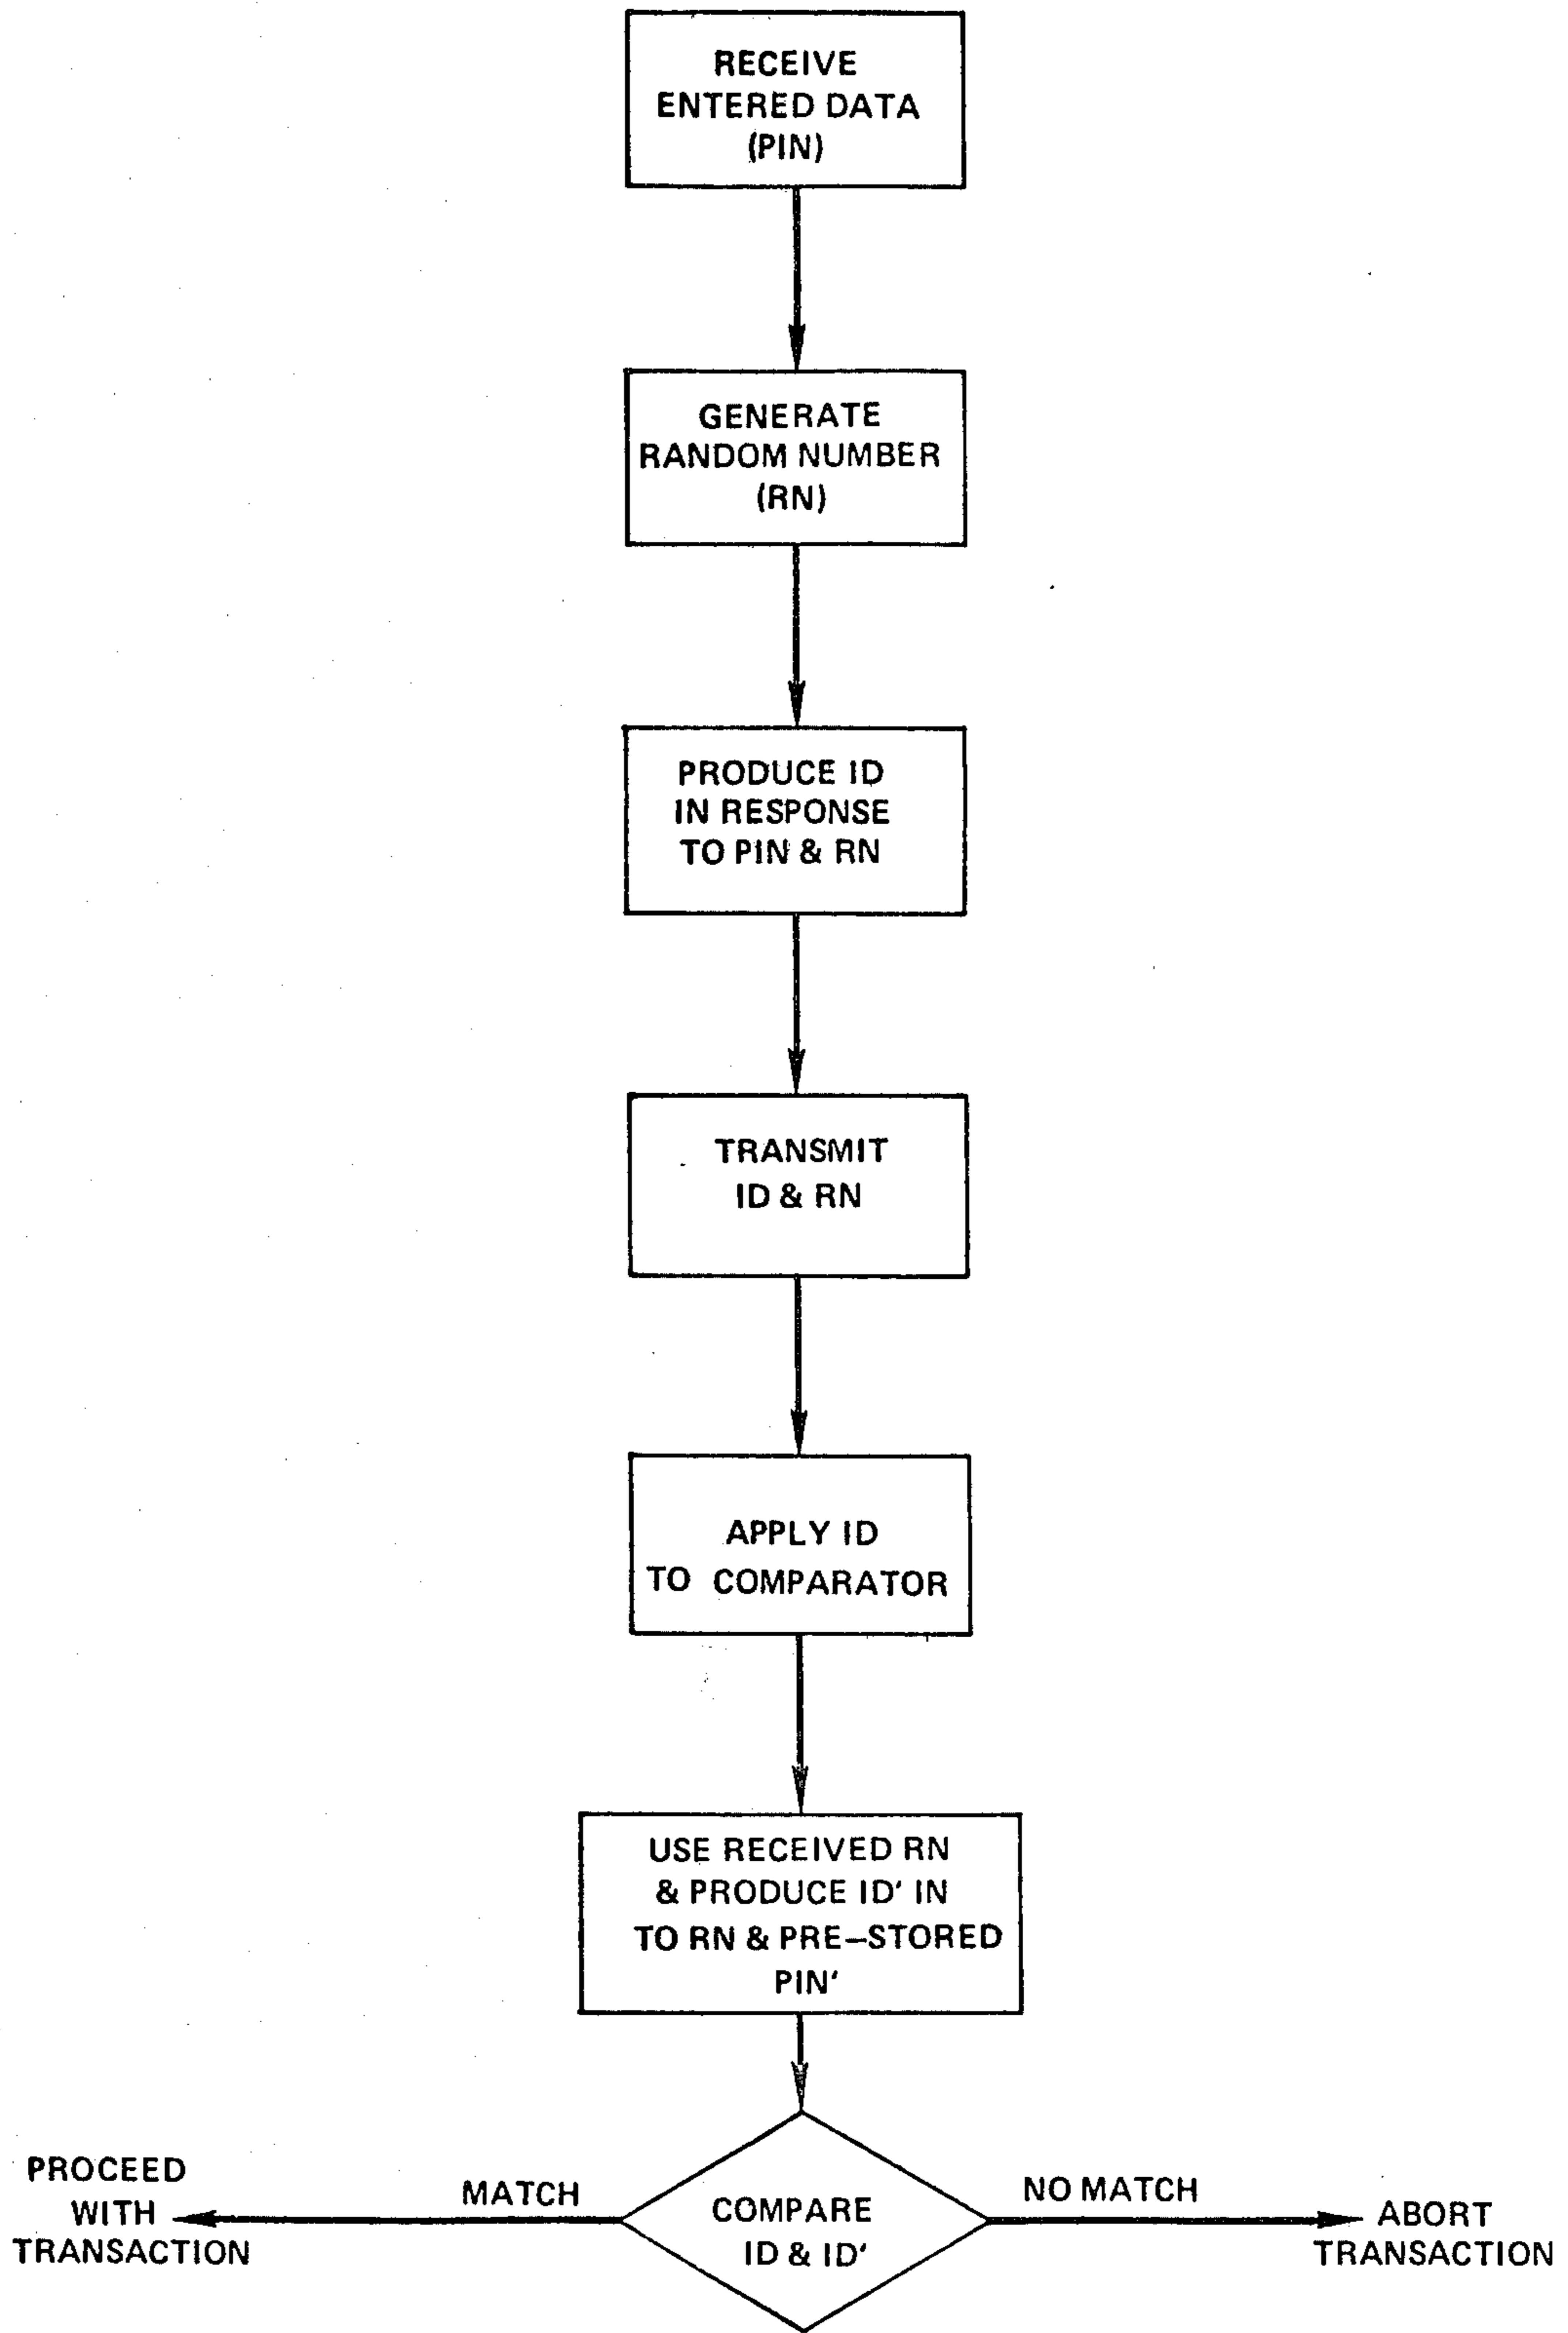 RECEIVE
ENTERED DATA
(PIN)
GENERATE
RANDOM NUMBER
(RN)
PRODUCE ID
IN RESPONSE
TO PIN & RN
TRANSMIT
ID & RN
APPLY ID
TO COMPARATOR
USE RECEIVED RN
& PRODUCE ID' IN
TO RN & PRE-STORED
PIN'
COMPARE
ID & ID'
MATCH
PROCEED
WITH
TRANSACTION
NO MATCH
ABORT
TRANSACTION